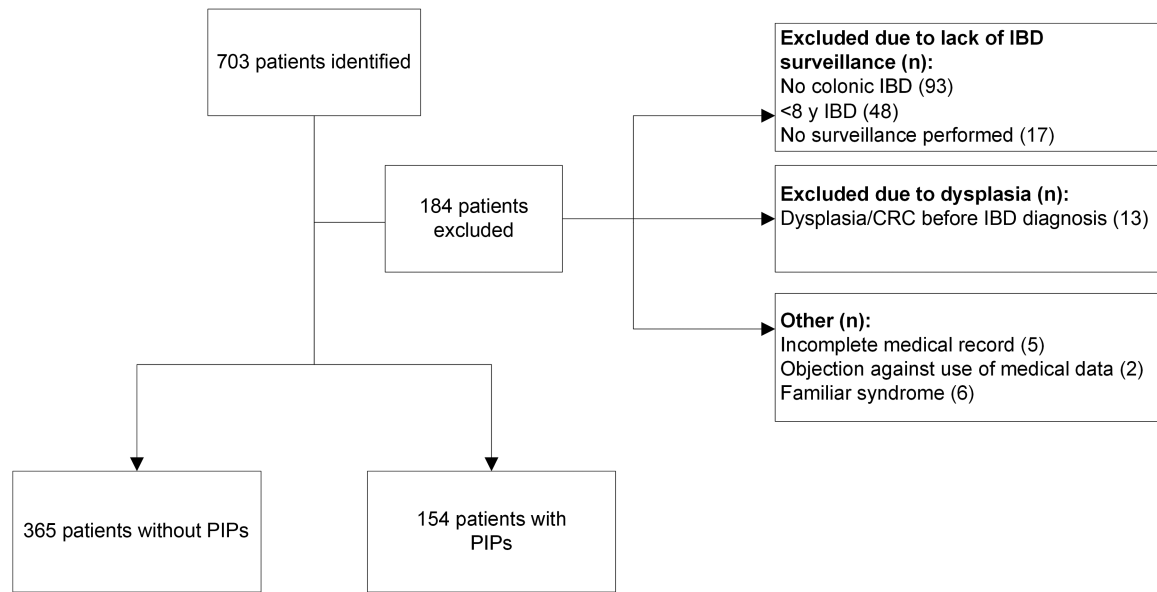 703 patients identified
184 patients
excluded
Excluded due to lack of IBD
surveillance (n):
No colonic IBD (93)
<8 y IBD (48)
No surveillance performed (17)
Excluded due to dysplasia (n):
Dysplasia/CRC before IBD diagnosis (13)
Other (n):
Incomplete medical record (5)
Objection against use of medical data (2)
Familiar syndrome (6)
365 patients without PIPs
154 patients with
PIPs